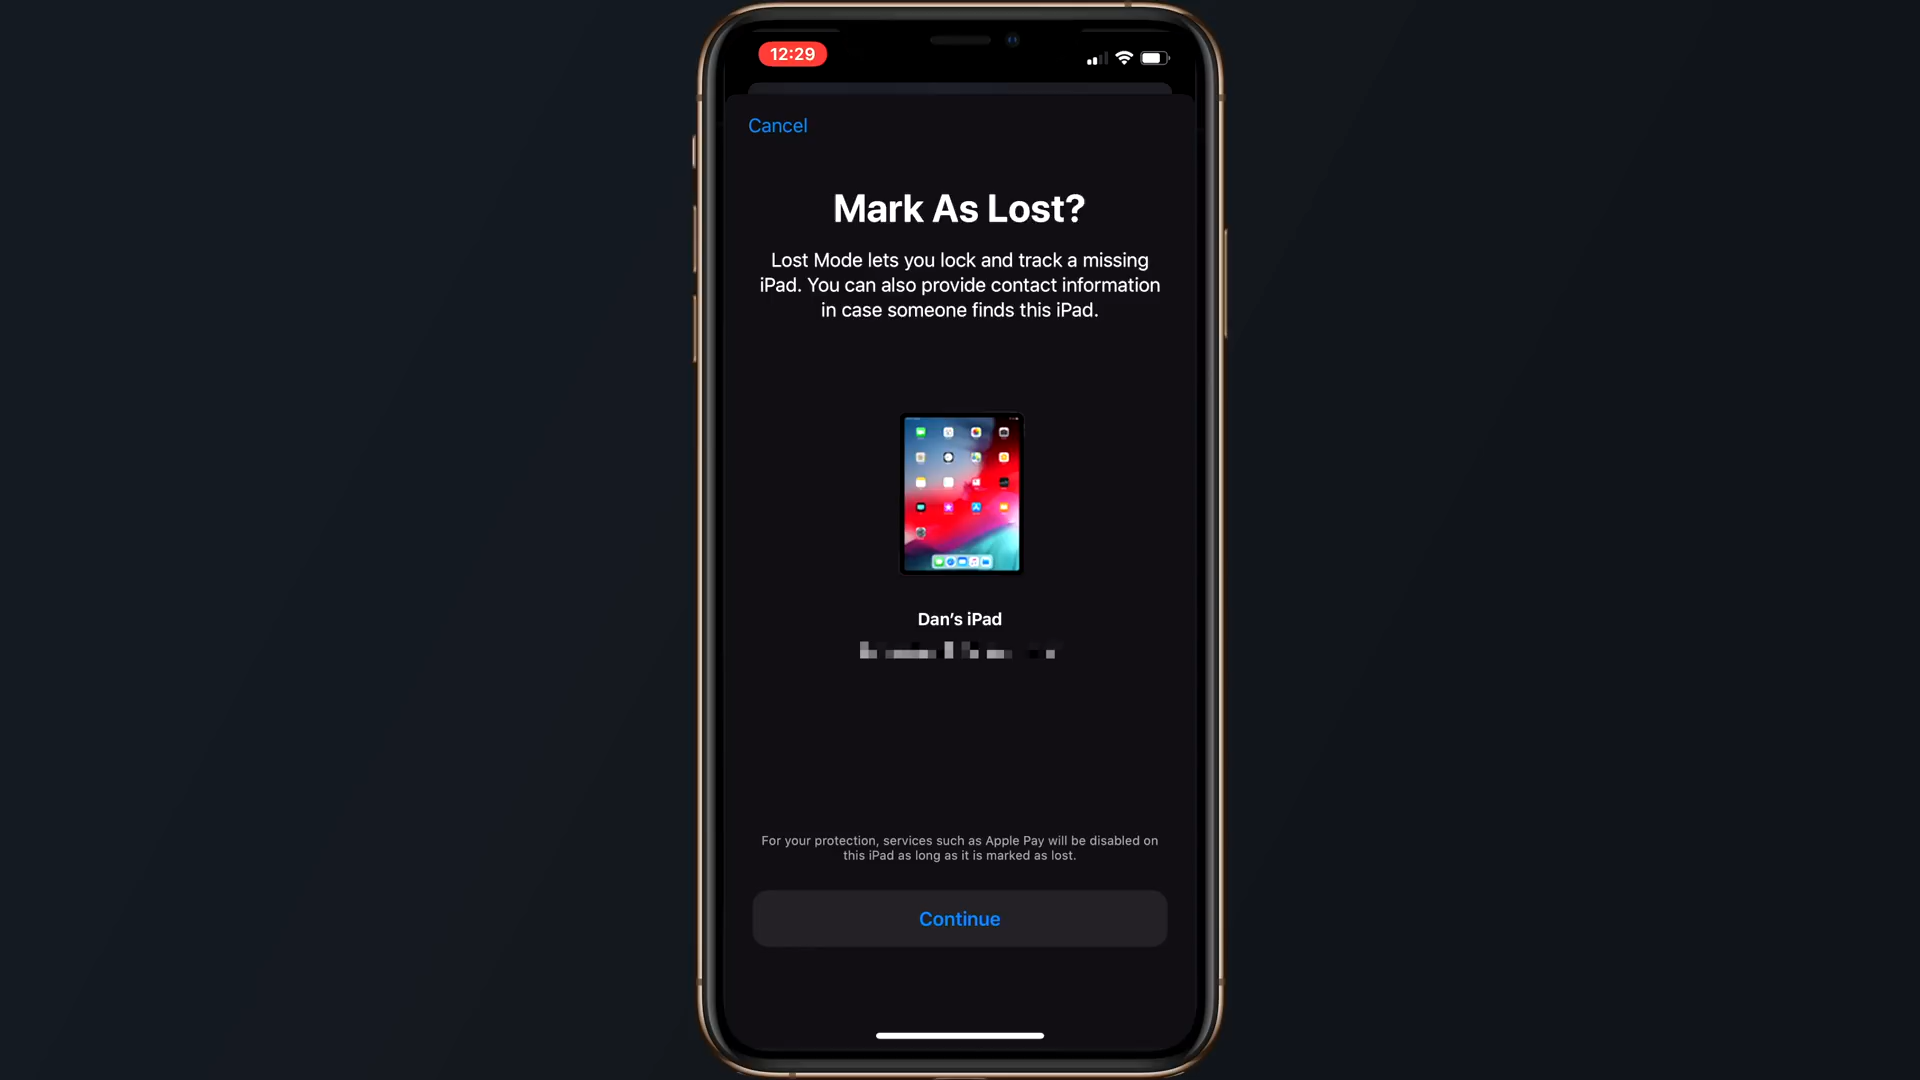 12:29
Cancel
Mark As Lost?
Lost Mode lets you lock and track a missing
iPad. You can also provide contact information
in case someone finds this iPad.
Dan’s iPad
For your protection, services such as Apple Pay will be disabled on
this iPad as long as it is marked as lost.
Continue